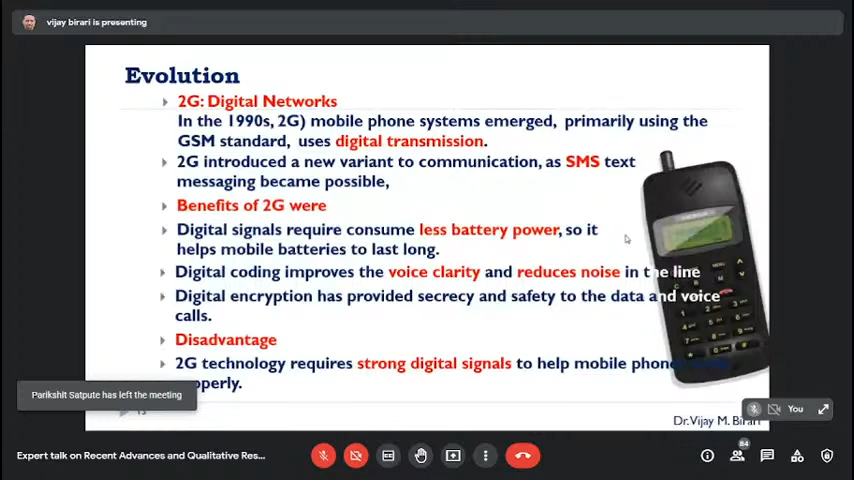 vijay birari is presenting
Evolution
2G: Digital Networks
In the 1990s, 2G) mobile phone systems emerged, primarily using the
GSM standard, uses digital transmission.
2G introduced a new variant to communication, as SMS text
messaging became possible,
Benefits of 2G were
Digital signals require consume less battery power, so it
helps mobile batteries to last long.
Digital coding improves the voice clarity and reduces noise in the line
Digital encryption has provided secrecy and safety to the data and voice
calls.
Disadvantage
2G technology requires strong digital signals to help mobile phones
operly.
Parikshit Satpute has left the meeting
13
You
Dr. Vijay M. Birari
84
Expert talk on Recent Advances and Qualitative Res...